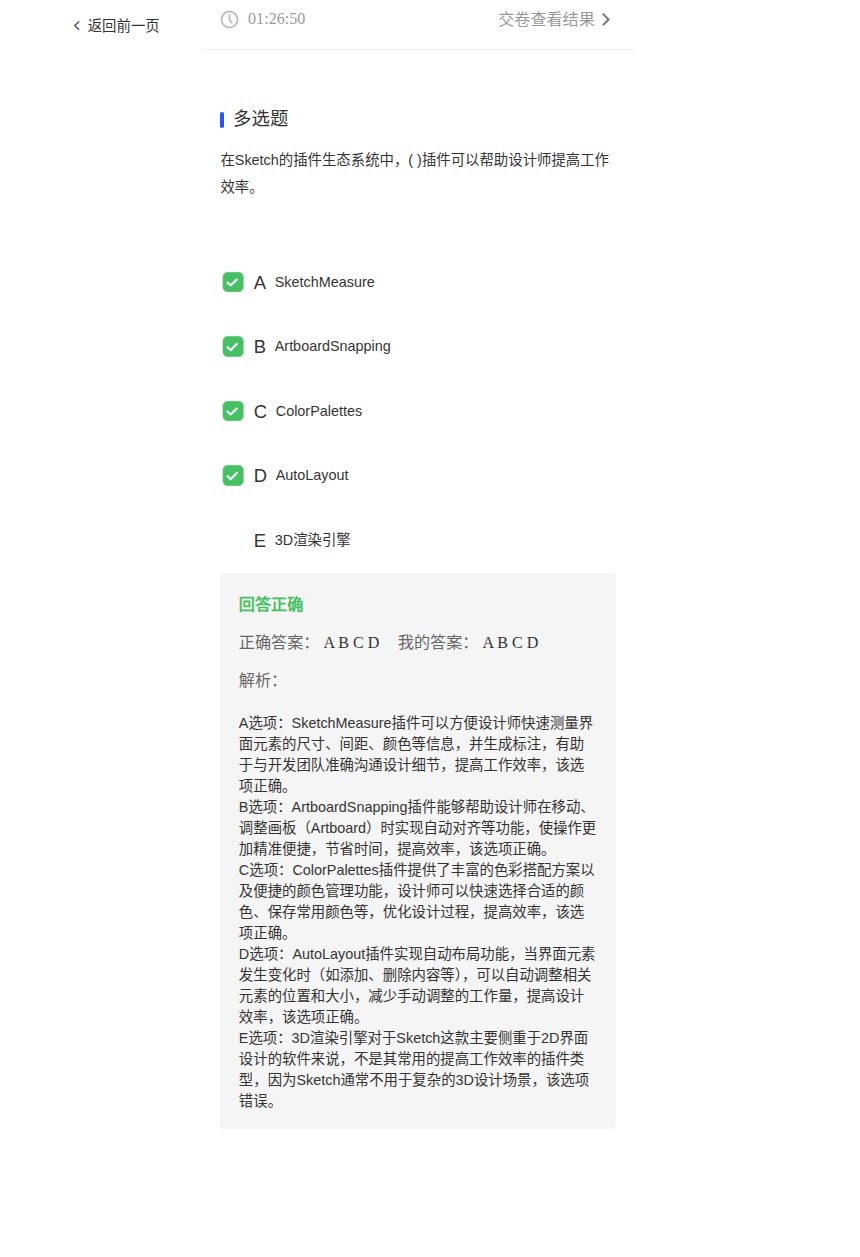 返回前一页
01:26:50
交卷查看结果
多选题
在Sketch的插件生态系统中，( )插件可以帮助设计师提高工作
效率。
A SketchMeasure
B ArtboardSnapping
C ColorPalettes
D AutoLayout
E 3D渲染引擎
回答正确
正确答案： A B C D 我的答案： A B C D
解析：
A选项：SketchMeasure插件可以方便设计师快速测量界
面元素的尺寸、间距、颜色等信息，并生成标注，有助
于与开发团队准确沟通设计细节，提高工作效率，该选
项正确。
B选项：ArtboardSnapping插件能够帮助设计师在移动、
调整画板（Artboard）时实现自动对齐等功能，使操作更
加精准便捷，节省时间，提高效率，该选项正确。
C选项：ColorPalettes插件提供了丰富的色彩搭配方案以
及便捷的颜色管理功能，设计师可以快速选择合适的颜
色、保存常用颜色等，优化设计过程，提高效率，该选
项正确。
D选项：AutoLayout插件实现自动布局功能，当界面元素
发生变化时（如添加、删除内容等），可以自动调整相关
元素的位置和大小，减少手动调整的工作量，提高设计
效率，该选项正确。
E选项：3D渲染引擎对于Sketch这款主要侧重于2D界面
设计的软件来说，不是其常用的提高工作效率的插件类
型，因为Sketch通常不用于复杂的3D设计场景，该选项
错误。